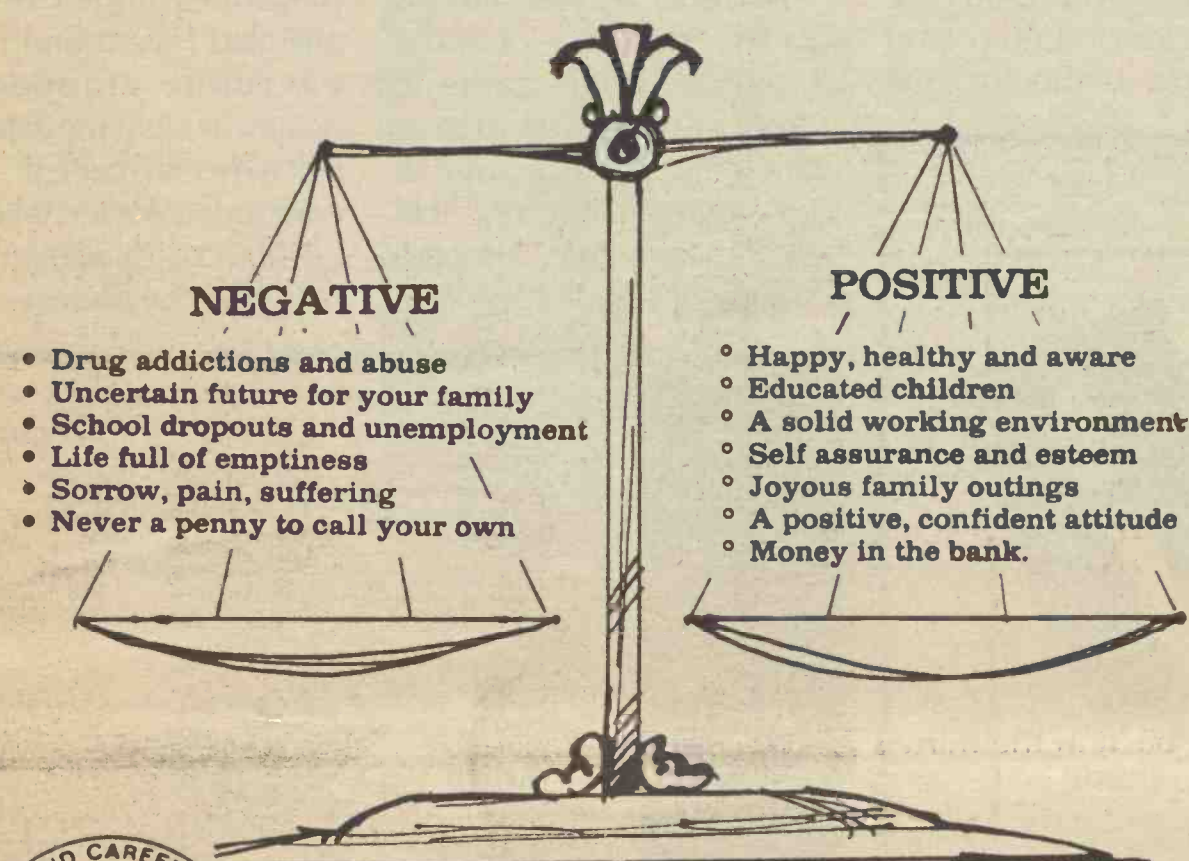 NEGATIVE
• Drug addictions and abuse
• Uncertain future for your family
• School dropouts and unemployment
• Life full of emptiness
• Sorrow, pain, suffering
• Never a penny to call your own
POSITIVE
° Happy, healthy and aware
° Educated children
° A solid working environment
° Self assurance and esteem
° Joyous family outings
° A positive, confident attitude
° Money in the bank.